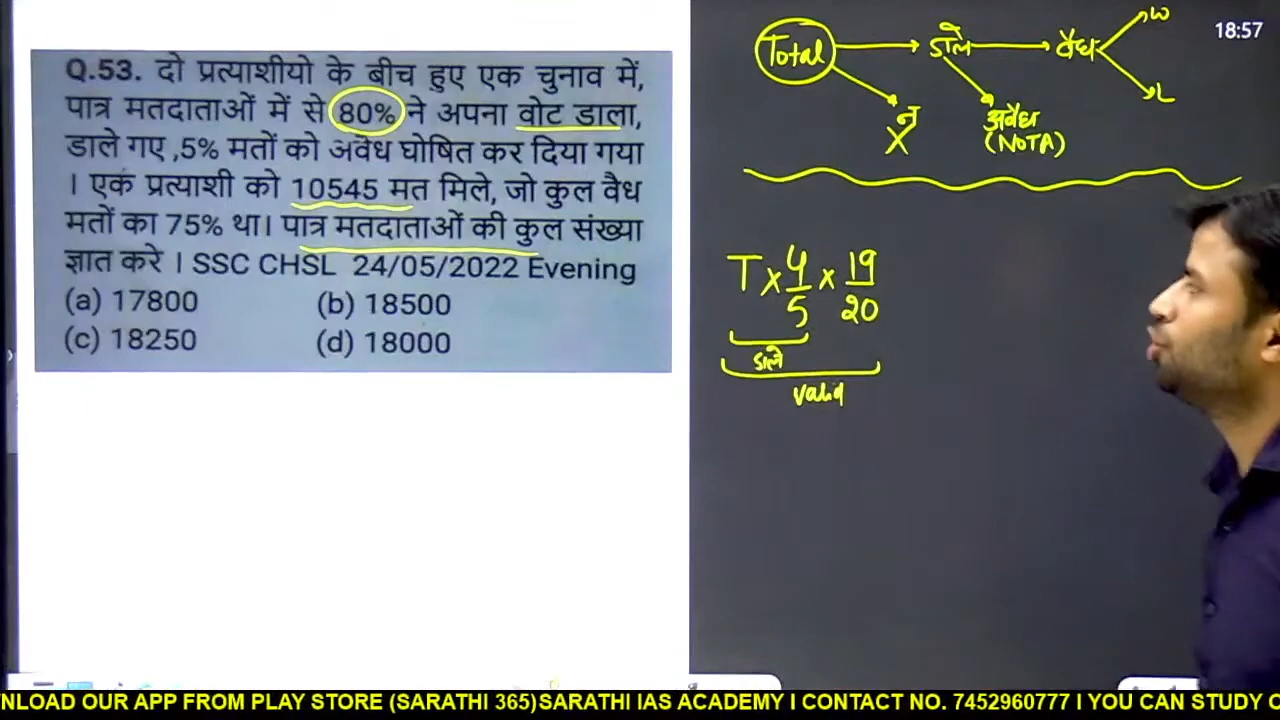 Q.53. दो प्रत्याशीयो के बीच हुए एक चुनाव में,
पात्र मतदाताओं में से 80% ने अपना वोट डाला,
डाले गए ,5% मतों को अवैध घोषित कर दिया गया
। एक प्रत्याशी को 10545 मत मिले, जो कुल वैध
मतों का 75% था। पात्र मतदाताओं की कुल संख्या
ज्ञात करे । SSC CHSL 24/05/2022 Evening
(a) 17800 (b) 18500
(c) 18250 (d) 18000
18:57
Total डाले वैध W
L
न X अवैध
(NOTA)
T x 4/5 x 19/20
डाले
valid
NLOAD OUR APP FROM PLAY STORE (SARATHI 365)SARATHI IAS ACADEMY I CONTACT NO. 7452960777 I YOU CAN STUDY